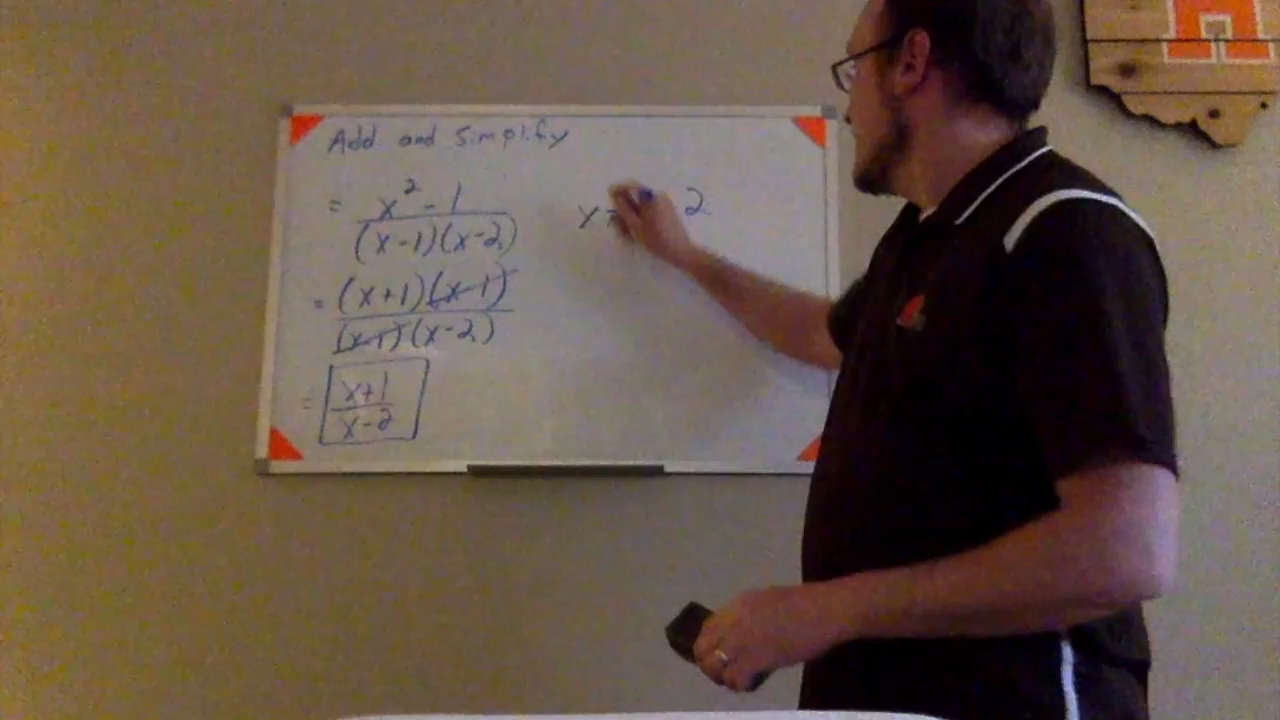 Add and Simplify
= x² - 1 / (x-1)(x-2)
x ≠ 2
= (x+1)(x-1) / (x-1)(x-2)
= x+1 / x-2